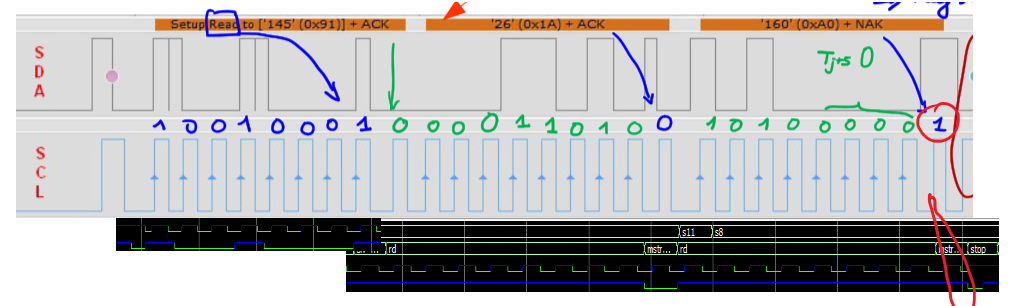 Setup Read to ['145' (0x91)] + ACK
'26' (0x1A) + ACK
'160' (0xA0) + NAK
SDA
Tj+s 0
1 0 0 1 0 0 0 1 0 0 0 0 1 1 0 1 0 0 1 0 1 0 0 0 0 0 1
SCL
s11 s8
rd mstr... rd mstr... stop